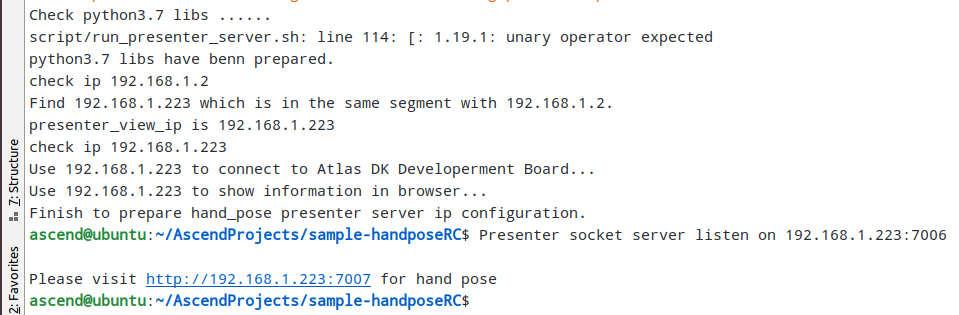 Check python3.7 libs ......
script/run_presenter_server.sh: line 114: [: 1.19.1: unary operator expected
python3.7 libs have benn prepared.
check ip 192.168.1.2
Find 192.168.1.223 which is in the same segment with 192.168.1.2.
presenter_view_ip is 192.168.1.223
check ip 192.168.1.223
Use 192.168.1.223 to connect to Atlas DK Developerment Board...
Use 192.168.1.223 to show information in browser...
Finish to prepare hand_pose presenter server ip configuration.
ascend@ubuntu:~/AscendProjects/sample-handposeRC$ Presenter socket server listen on 192.168.1.223:7006
Please visit http://192.168.1.223:7007 for hand pose
ascend@ubuntu:~/AscendProjects/sample-handposeRC$
7: Structure
2: Favorites